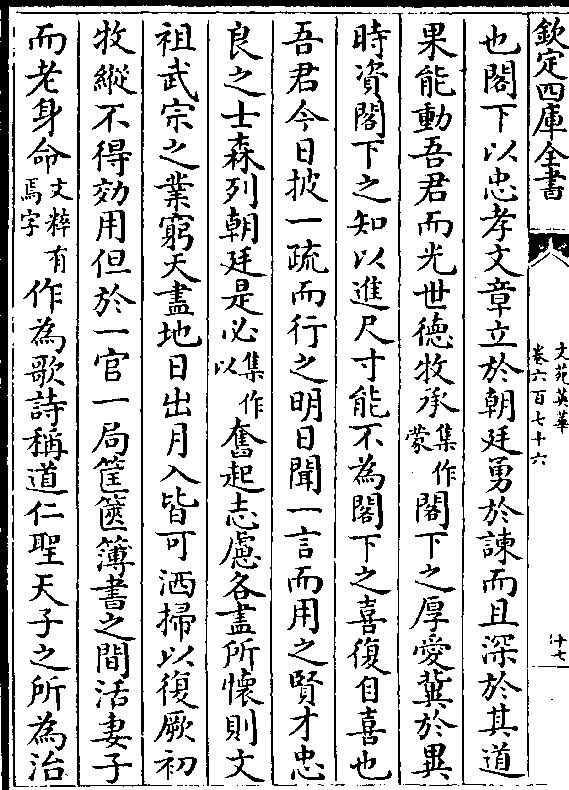 欽定四庫全書
文苑英華
卷六百七十六
十七
也閣下以忠孝文章立於朝廷勇於諫而且深於其道
果能動吾君而光世德牧承集作蒙閣下之厚愛冀於異
時資閣下之知以進尺寸能不為閣下之喜復自喜也
吾君今日披一疏而行之明日聞一言而用之賢才忠
良之士森列朝廷是必集作以奮起志慮各盡所懷則文
祖武宗之業窮天盡地日出月入皆可洒掃以復厥初
牧縱不得効用但於一官一局筐篋簿書之間活妻子
而老身命文粹有焉字作為歌詩稱道仁聖天子之所為治